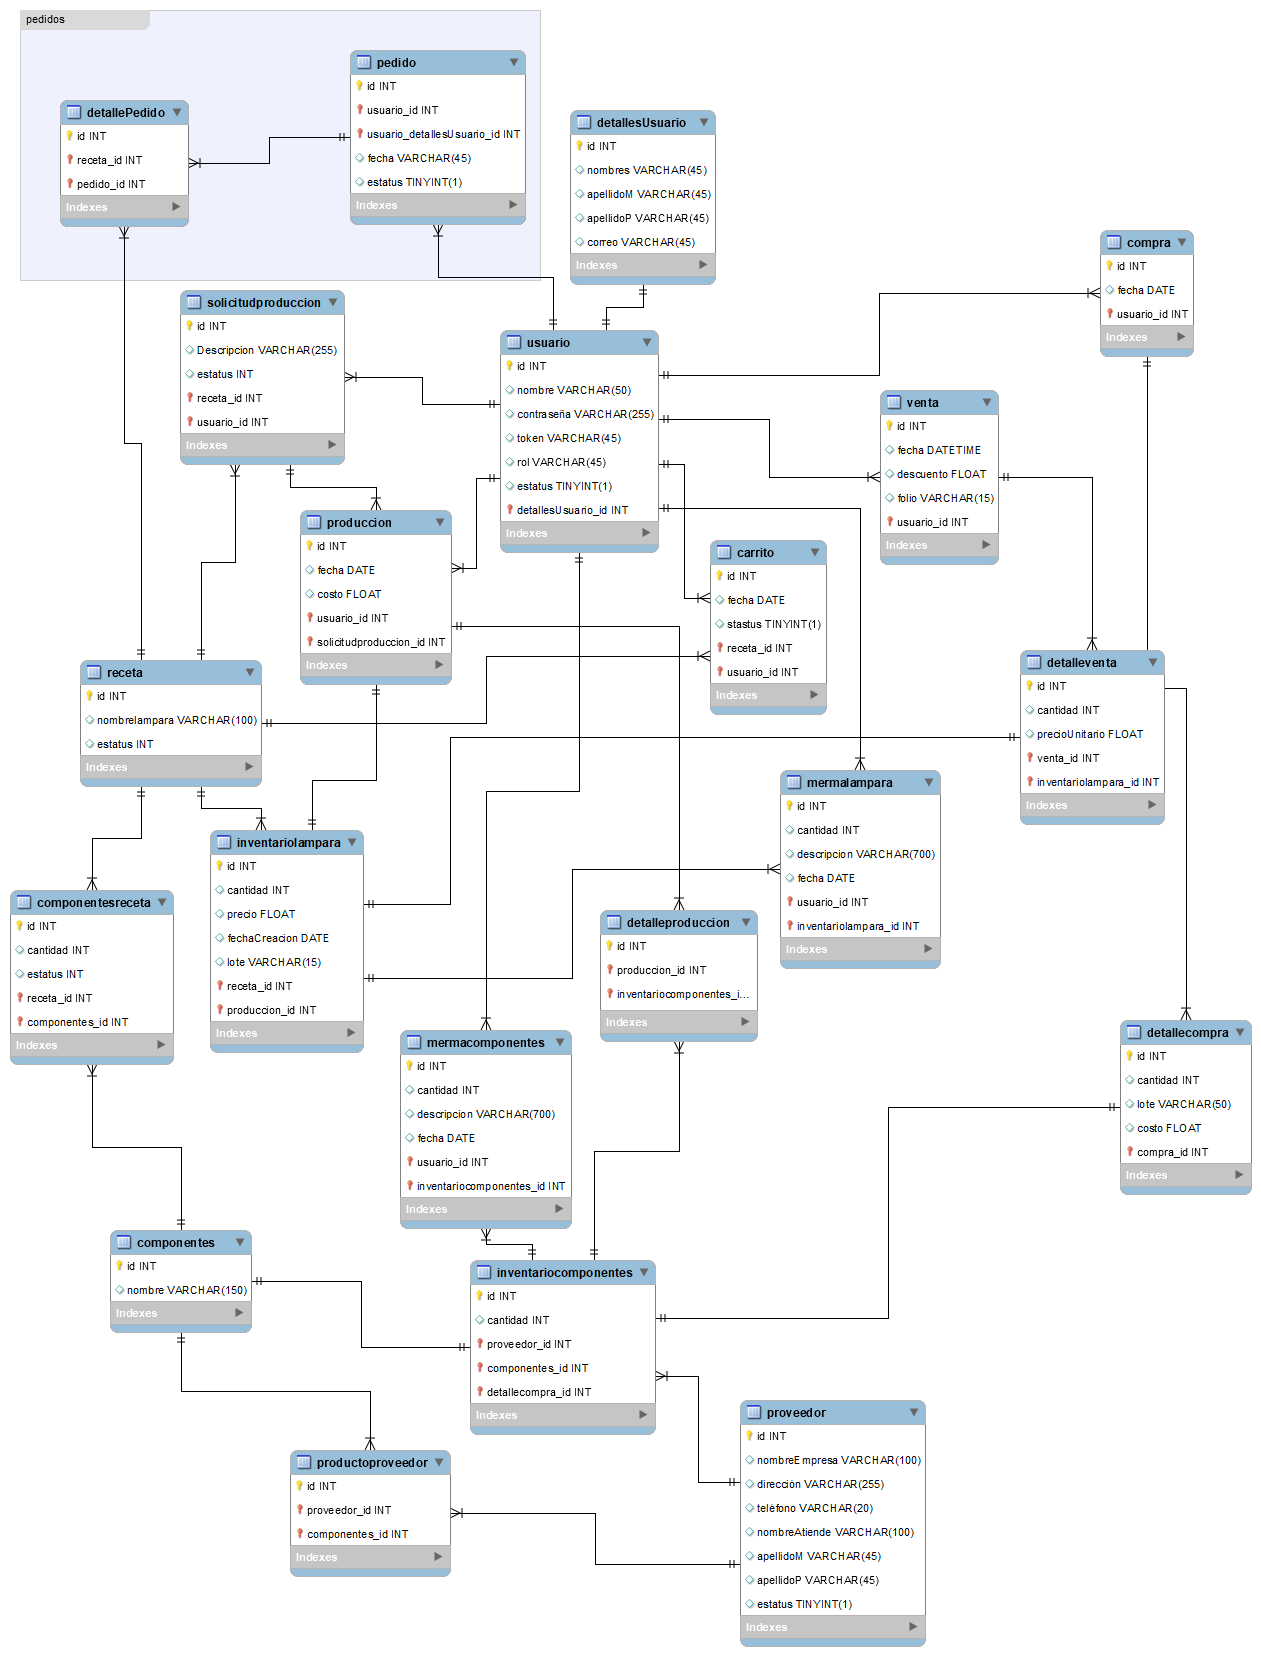 pedidos
pedido
id INT
usuario_id INT
usuario_detallesUsuario_id INT
fecha VARCHAR(45)
estatus TINYINT(1)
Indexes
detallePedido
id INT
receta_id INT
pedido_id INT
Indexes
detallesUsuario
id INT
nombres VARCHAR(45)
apellidoM VARCHAR(45)
apellidoP VARCHAR(45)
correo VARCHAR(45)
Indexes
compra
id INT
fecha DATE
usuario_id INT
Indexes
solicitudproduccion
id INT
Descripcion VARCHAR(255)
estatus INT
receta_id INT
usuario_id INT
Indexes
usuario
id INT
nombre VARCHAR(50)
contraseña VARCHAR(255)
token VARCHAR(45)
rol VARCHAR(45)
estatus TINYINT(1)
detallesUsuario_id INT
Indexes
venta
id INT
fecha DATETIME
descuento FLOAT
folio VARCHAR(15)
usuario_id INT
Indexes
produccion
id INT
fecha DATE
costo FLOAT
usuario_id INT
solicitudproduccion_id INT
Indexes
carrito
id INT
fecha DATE
stastus TINYINT(1)
receta_id INT
usuario_id INT
Indexes
receta
id INT
nombrelampara VARCHAR(100)
estatus INT
Indexes
detalleventa
id INT
cantidad INT
precioUnitario FLOAT
venta_id INT
inventariolampara_id INT
Indexes
mermalampara
id INT
cantidad INT
descripcion VARCHAR(700)
fecha DATE
usuario_id INT
inventariolampara_id INT
Indexes
inventariolampara
id INT
cantidad INT
precio FLOAT
fechaCreacion DATE
lote VARCHAR(15)
receta_id INT
produccion_id INT
Indexes
componentesreceta
id INT
cantidad INT
estatus INT
receta_id INT
componentes_id INT
Indexes
detalleproduccion
id INT
produccion_id INT
inventariocomponentes_i...
Indexes
mermacomponentes
id INT
cantidad INT
descripcion VARCHAR(700)
fecha DATE
usuario_id INT
inventariocomponentes_id INT
Indexes
detallecompra
id INT
cantidad INT
lote VARCHAR(50)
costo FLOAT
compra_id INT
Indexes
componentes
id INT
nombre VARCHAR(150)
Indexes
inventariocomponentes
id INT
cantidad INT
proveedor_id INT
componentes_id INT
detallecompra_id INT
Indexes
proveedor
id INT
nombreEmpresa VARCHAR(100)
dirección VARCHAR(255)
teléfono VARCHAR(20)
nombreAtiende VARCHAR(100)
apellidoM VARCHAR(45)
apellidoP VARCHAR(45)
estatus TINYINT(1)
Indexes
productoproveedor
id INT
proveedor_id INT
componentes_id INT
Indexes